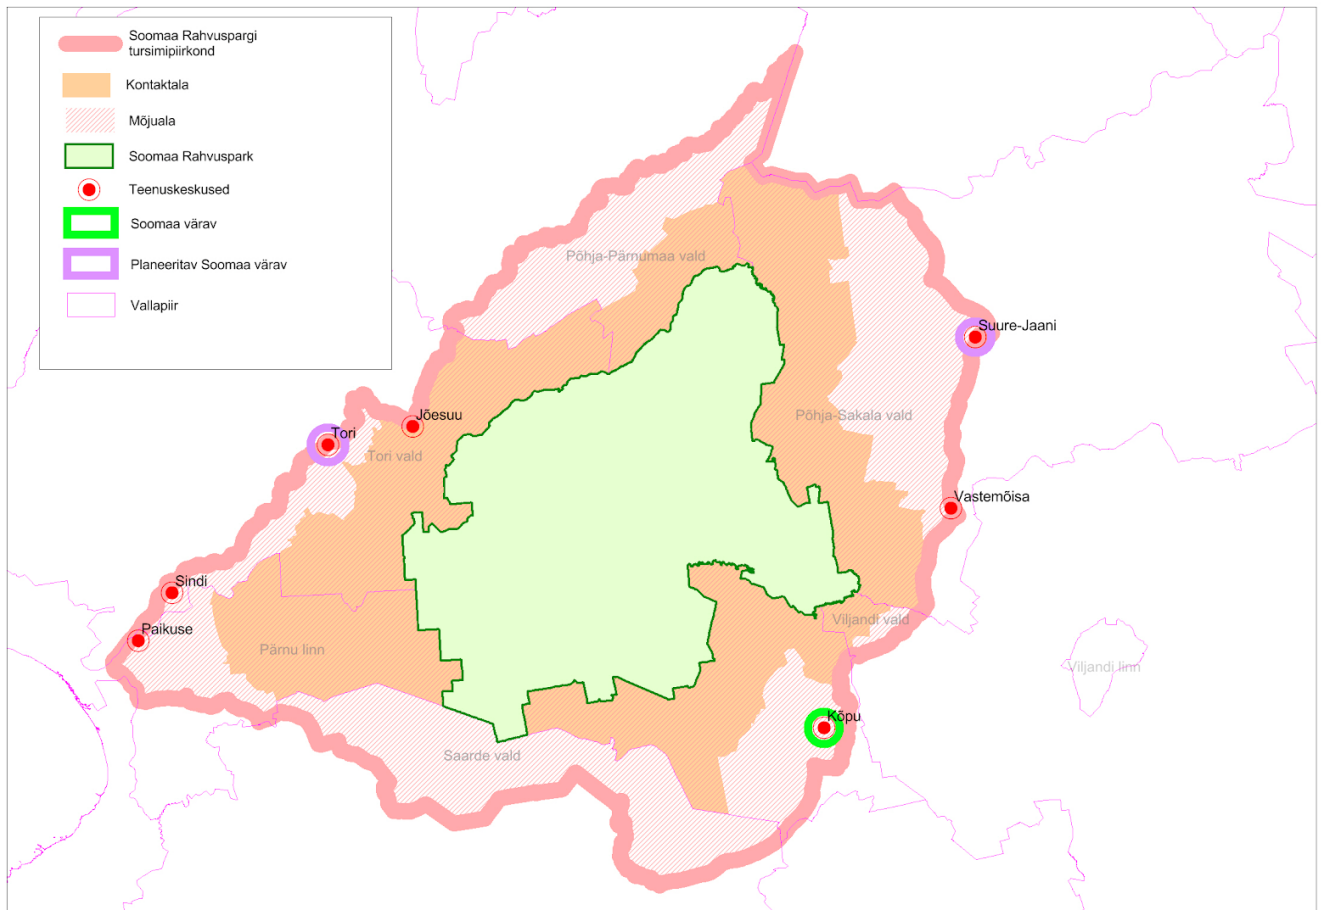 Soomaa Rahvuspargi
tursimipiirkond
Kontaktala
Mõjuala
Soomaa Rahvuspark
Teenuskeskused
Soomaa värav
Planeeritav Soomaa värav
Vallapiir
Põhja-Pärnumaa vald
Suure-Jaani
Jõesuu
Põhja-Sakala vald
Tori
Tori vald
Vastemõisa
Sindi
Paikuse
Viljandi vald
Pärnu linn
Viljandi linn
Kõpu
Saarde vald